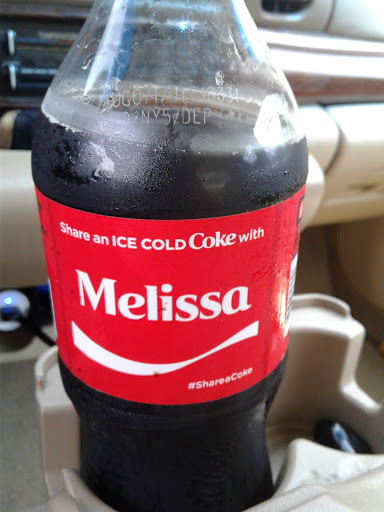 Share an ICE COLD Coke with
Melissa
#ShareaCoke